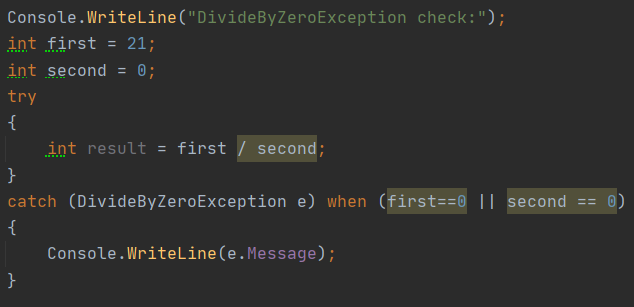 Console.WriteLine("DivideByZeroException check:");
int first = 21;
int second = 0;
try
{
    int result = first / second;
}
catch (DivideByZeroException e) when (first==0 || second == 0)
{
    Console.WriteLine(e.Message);
}